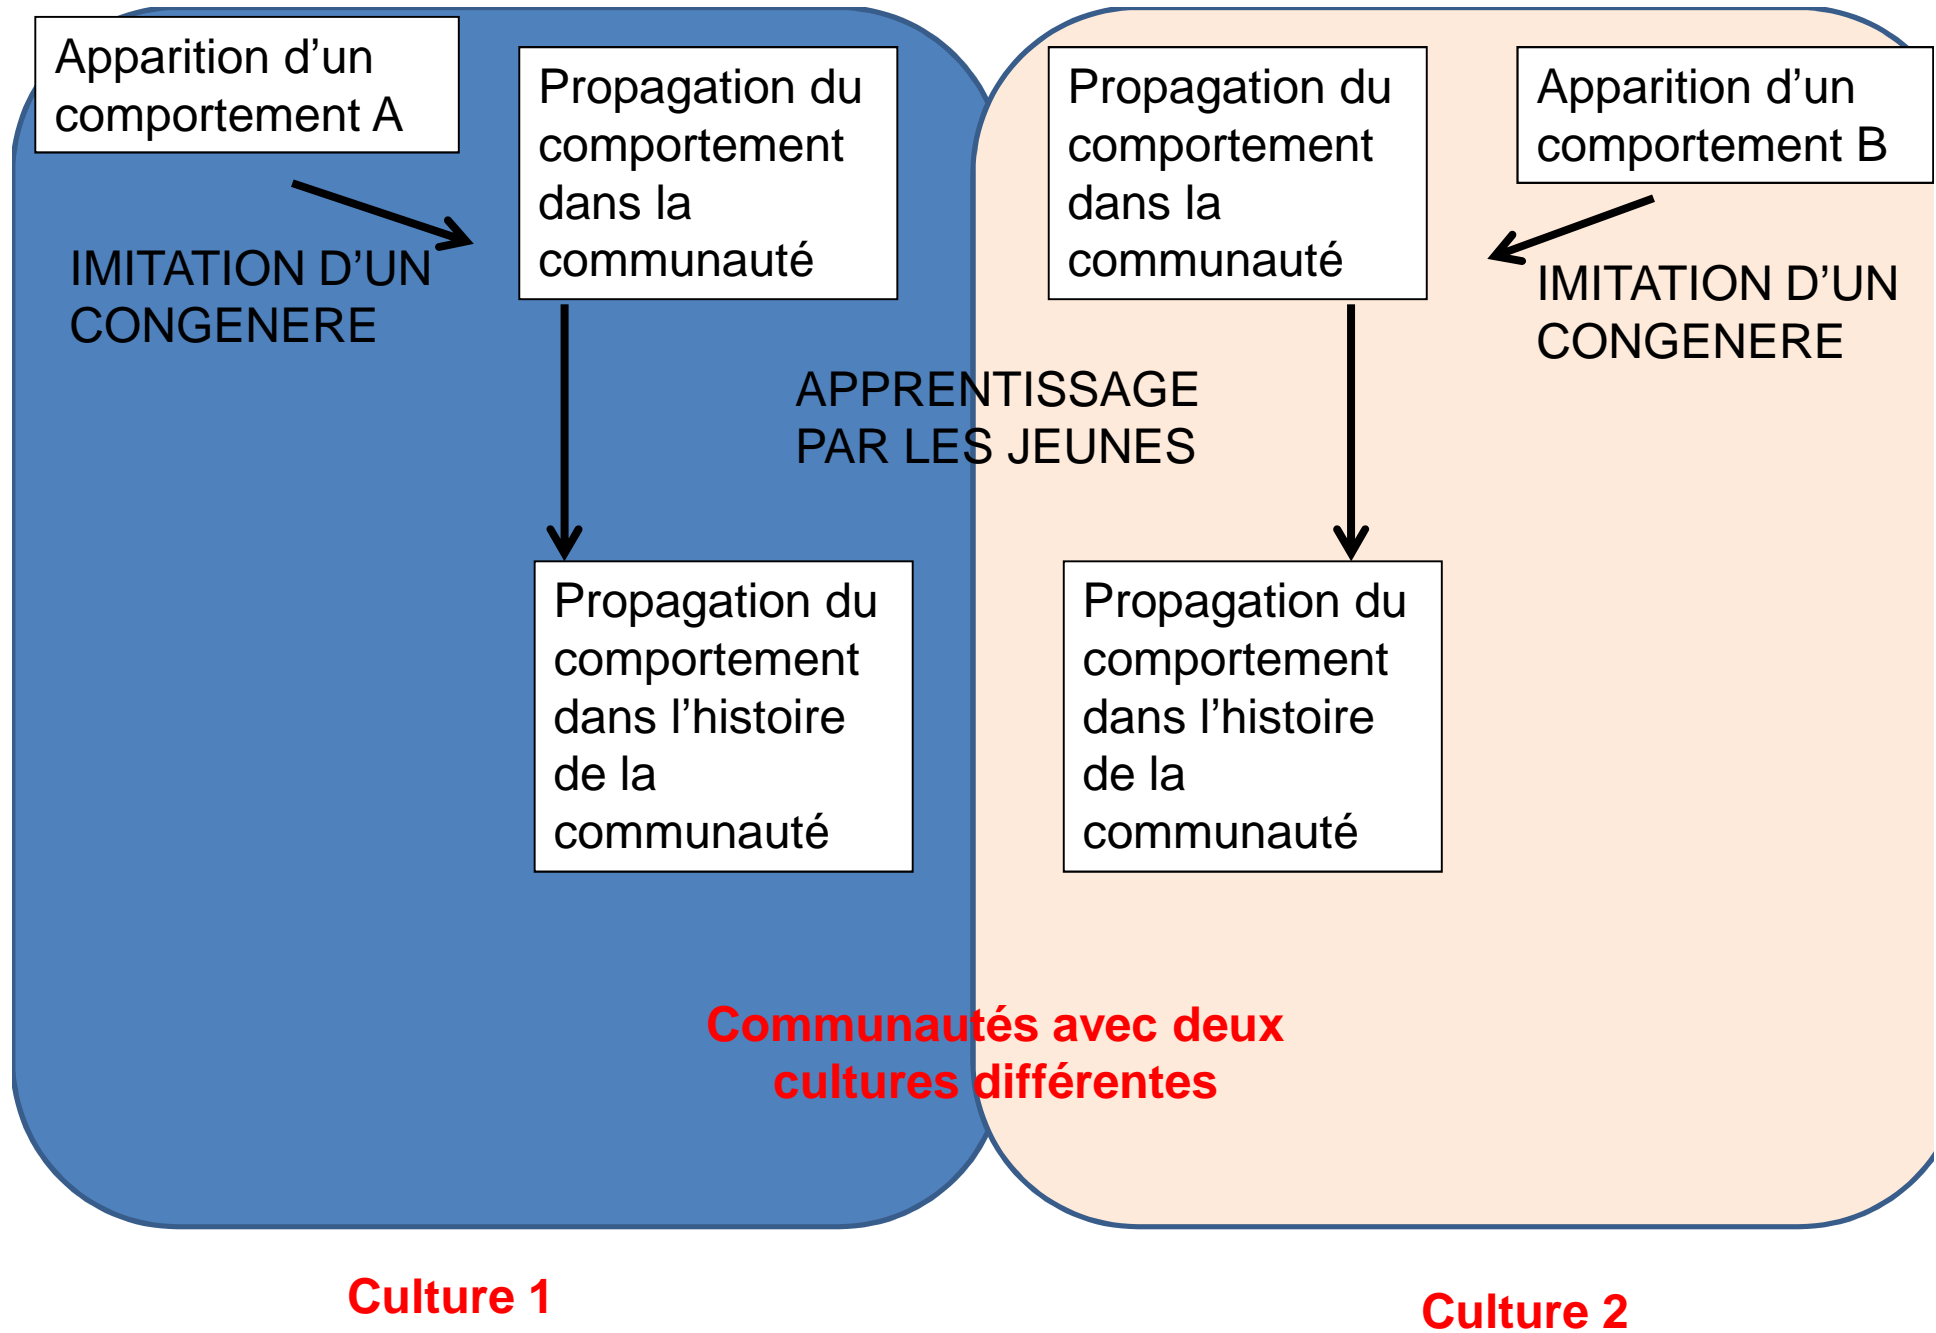 Apparition d’un
comportement A
IMITATION D’UN
CONGENERE
Propagation du
comportement
dans la
communauté
Propagation du
comportement
dans la
communauté
Apparition d’un
comportement B
IMITATION D’UN
CONGENERE
APPRENTISSAGE
PAR LES JEUNES
Propagation du
comportement
dans l’histoire
de la
communauté
Propagation du
comportement
dans l’histoire
de la
communauté
Communautés avec deux
cultures différentes
Culture 1
Culture 2